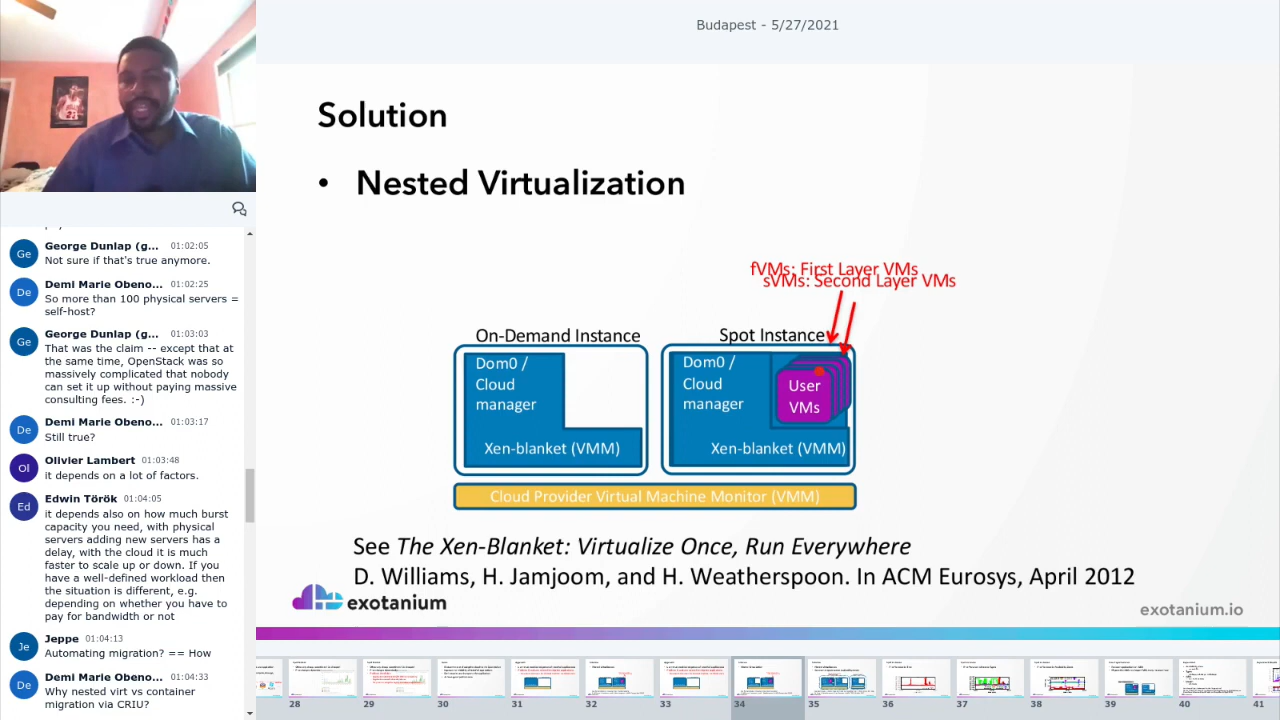 Budapest - 5/27/2021
Solution
• Nested Virtualization
fVMs: First Layer VMs
sVMs: Second Layer VMs
On-Demand Instance
Spot Instance
Dom0 /
Cloud
manager
Xen-blanket (VMM)
Dom0 /
Cloud
manager
User
VMs
Xen-blanket (VMM)
Cloud Provider Virtual Machine Monitor (VMM)
See The Xen-Blanket: Virtualize Once, Run Everywhere
D. Williams, H. Jamjoom, and H. Weatherspoon. In ACM Eurosys, April 2012
exotanium
exotanium.io
Ge
George Dunlap (g... 01:02:05
Not sure if that's true anymore.
De
Demi Marie Obeno... 01:02:25
So more than 100 physical servers =
self-host?
Ge
George Dunlap (g... 01:03:03
That was the claim -- except that at
the same time, OpenStack was so
massively complicated that nobody
can set it up without paying massive
consulting fees. :-)
De
Demi Marie Obeno... 01:03:17
Still true?
Ol
Olivier Lambert 01:03:48
it depends on a lot of factors.
Ed
Edwin Török 01:04:05
it depends also on how much burst
capacity you need, with physical
servers adding new servers has a
delay, with the cloud it is much
faster to scale up or down. If you
have a well-defined workload then
the situation is different, e.g.
depending on whether you have to
pay for bandwidth or not
Je
Jeppe 01:04:13
Automating migration? == How
De
Demi Marie Obeno... 01:04:33
Why nested virt vs container
migration via CRIU?
28
29
30
31
32
33
34
35
36
37
38
39
40
41